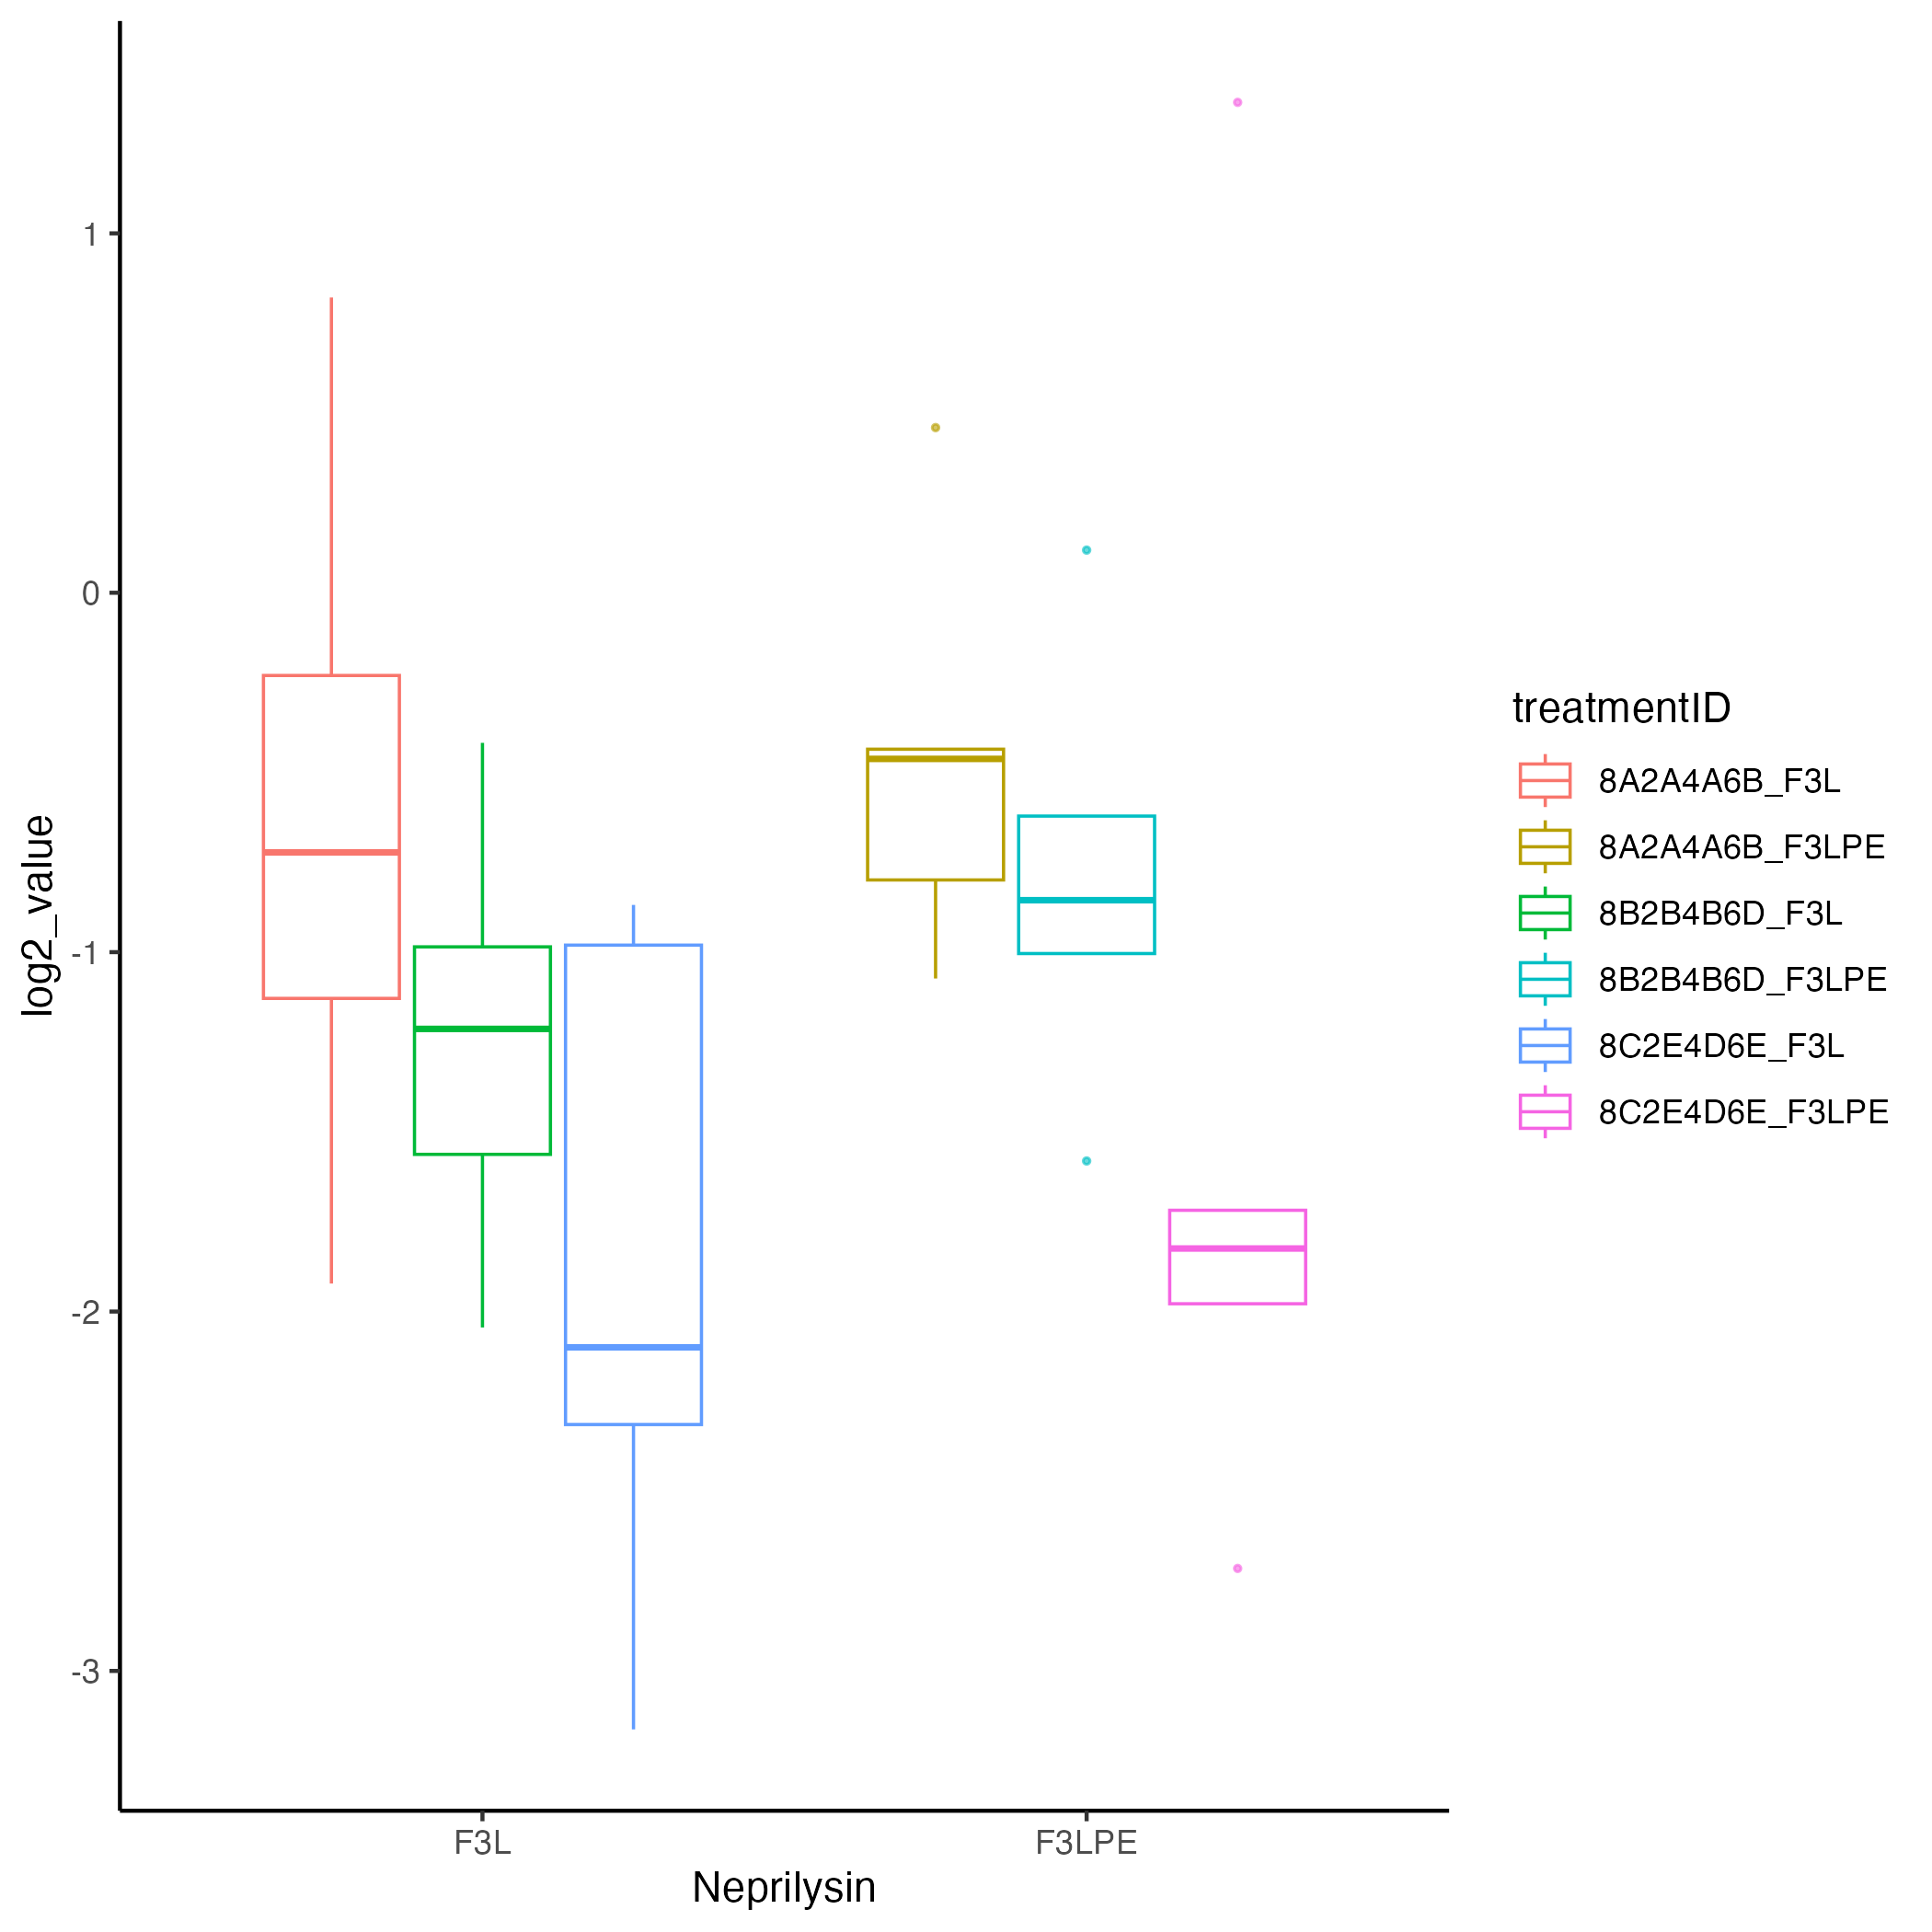 log2_value
1
0
-1
-2
-3
F3L
F3LPE
Neprilysin
treatmentID
8A2A4A6B_F3L
8A2A4A6B_F3LPE
8B2B4B6D_F3L
8B2B4B6D_F3LPE
8C2E4D6E_F3L
8C2E4D6E_F3LPE